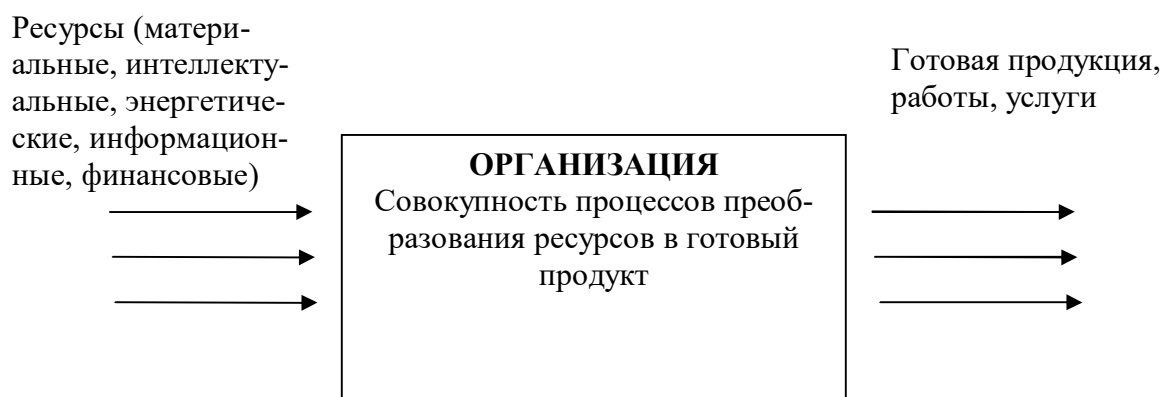 Ресурсы (матери-
альные, интеллекту-
альные, энергетиче-
ские, информацион-
ные, финансовые)
ОРГАНИЗАЦИЯ
Совокупность процессов преоб-
разования ресурсов в готовый
продукт
Готовая продукция,
работы, услуги